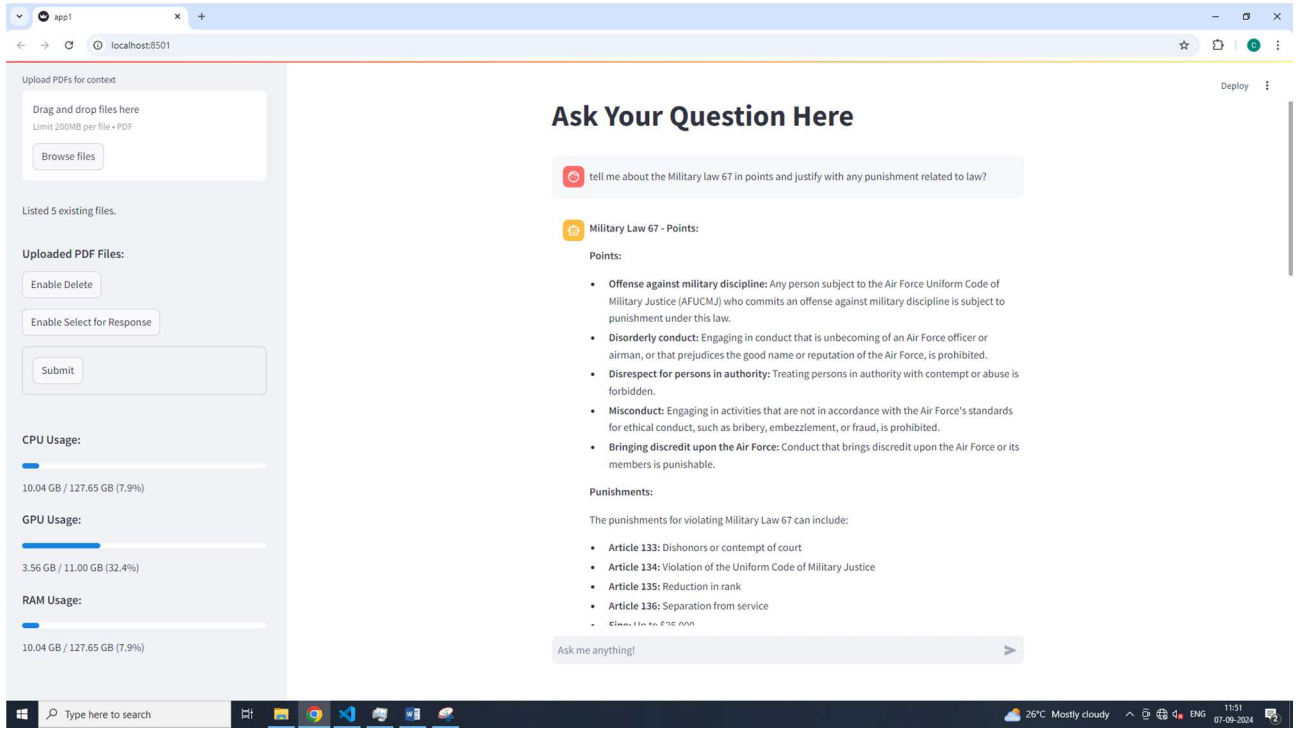 app1
localhost:8501
Deploy
Upload PDFs for context
Drag and drop files here
Limit 200MB per file • PDF
Browse files
Listed 5 existing files.
Uploaded PDF Files:
Enable Delete
Enable Select for Response
Submit
CPU Usage:
10.04 GB / 127.65 GB (7.9%)
GPU Usage:
3.56 GB / 11.00 GB (32.4%)
RAM Usage:
10.04 GB / 127.65 GB (7.9%)
Ask Your Question Here
tell me about the Military law 67 in points and justify with any punishment related to law?
Military Law 67 - Points:
Points:
• Offense against military discipline: Any person subject to the Air Force Uniform Code of
Military Justice (AFUCMJ) who commits an offense against military discipline is subject to
punishment under this law.
• Disorderly conduct: Engaging in conduct that is unbecoming of an Air Force officer or
airman, or that prejudices the good name or reputation of the Air Force, is prohibited.
• Disrespect for persons in authority: Treating persons in authority with contempt or abuse is
forbidden.
• Misconduct: Engaging in activities that are not in accordance with the Air Force's standards
for ethical conduct, such as bribery, embezzlement, or fraud, is prohibited.
• Bringing discredit upon the Air Force: Conduct that brings discredit upon the Air Force or its
members is punishable.
Punishments:
The punishments for violating Military Law 67 can include:
• Article 133: Dishonors or contempt of court
• Article 134: Violation of the Uniform Code of Military Justice
• Article 135: Reduction in rank
• Article 136: Separation from service
• Fine: Up to $25,000
Ask me anything!
Type here to search
26°C Mostly cloudy
ENG
11:51
07-09-2024